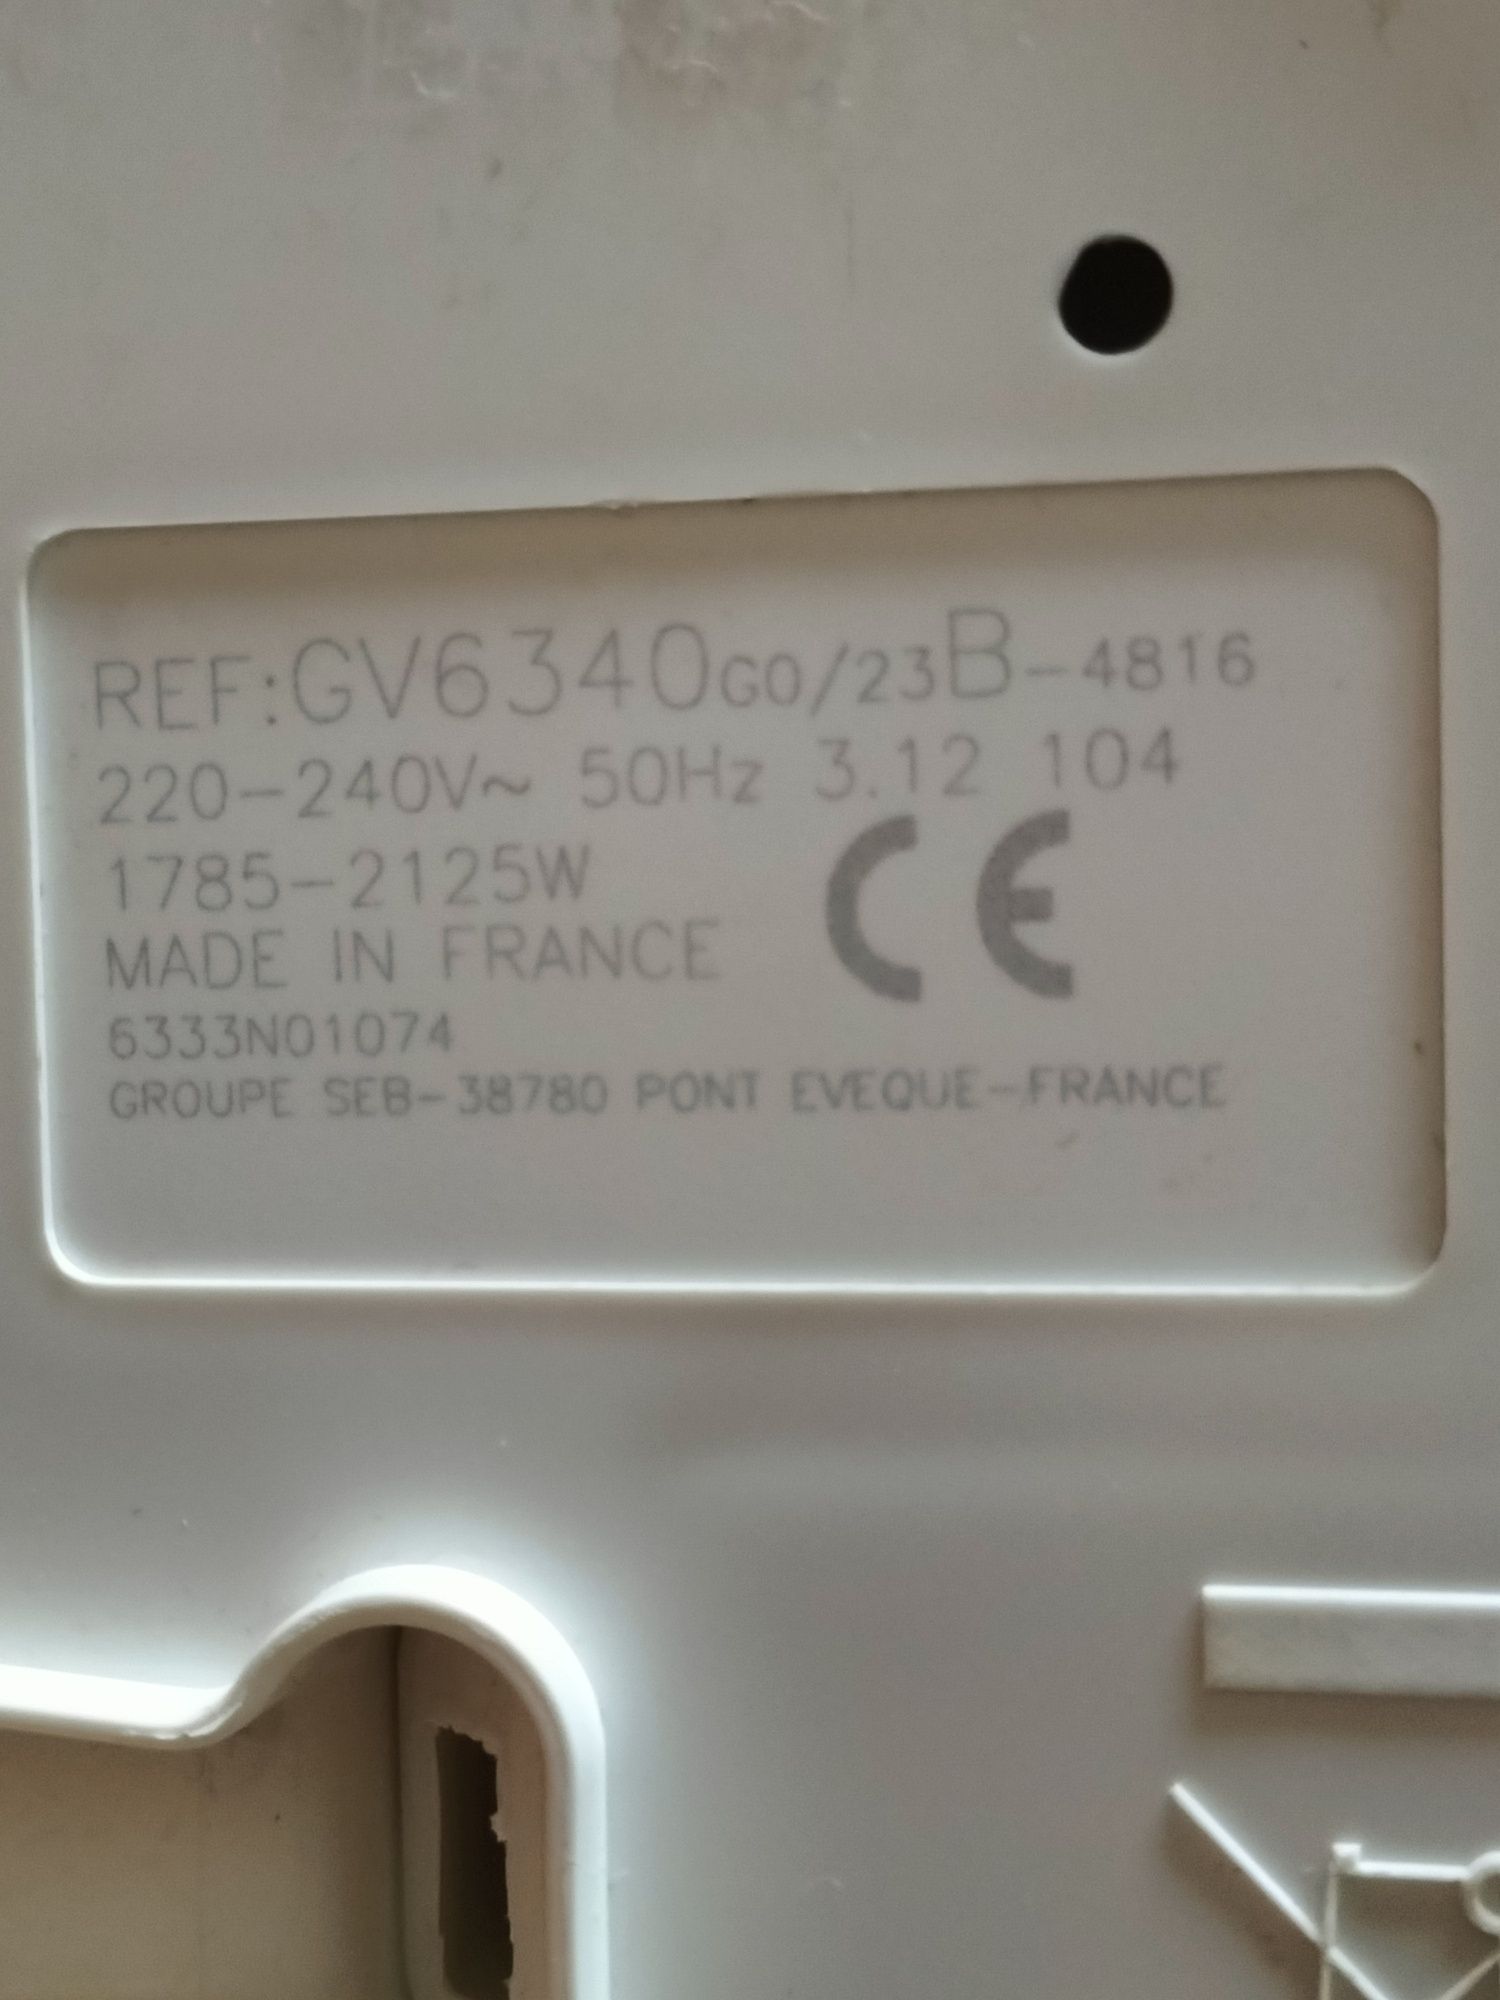 REF:GV6340G0/23B-4816
220-240V~ 50Hz 3.12 104
1785-2125W
MADE IN FRANCE
CE
6333N01074
GROUPE SEB-38780 PONT EVEQUE-FRANCE